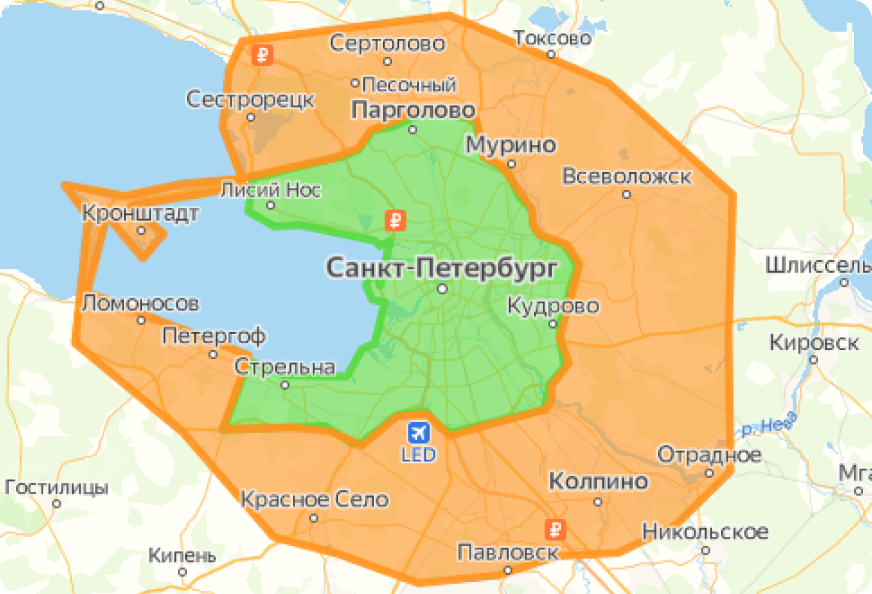 Сертолово
Токсово
₽
Песочный
Сестрорецк
Парголово
Мурино
Всеволожск
Лисий Нос
Кронштадт
₽
Санкт-Петербург
Шлиссель
Ломоносов
Кудрово
Петергоф
Кировск
Стрельна
р. Нева
LED
Отрадное
Мга
Гостилицы
Колпино
Красное Село
₽
Никольское
Кипень
Павловск